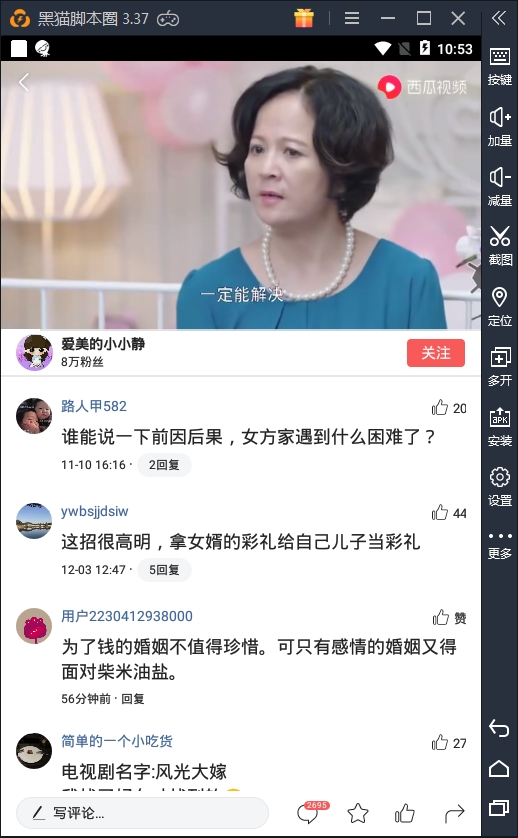 黑猫脚本圈 3.37
10:53
西瓜视频
按键
加量
减量
截图
定位
多开
apk
安装
设置
更多
一定能解决
爱美的小小静
8万粉丝
关注
路人甲582
20
谁能说一下前因后果，女方家遇到什么困难了？
11-10 16:16 · 2回复
ywbsjjdsiw
44
这招很高明，拿女婿的彩礼给自己儿子当彩礼
12-03 12:47 · 5回复
用户2230412938000
赞
为了钱的婚姻不值得珍惜。可只有感情的婚姻又得
面对柴米油盐。
56分钟前 · 回复
简单的一个小吃货
27
电视剧名字:风光大嫁
写评论...
2695